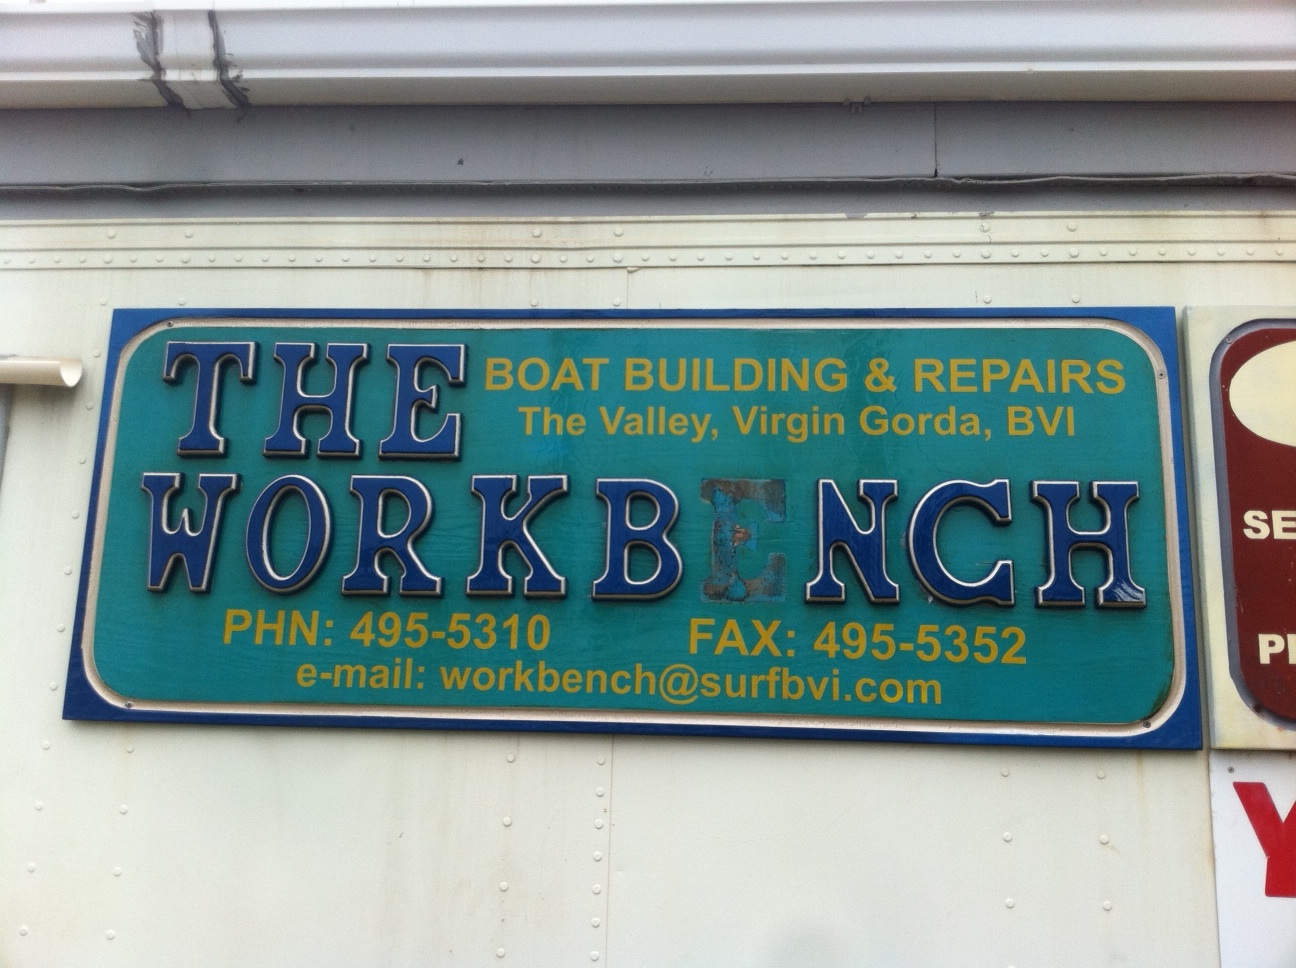 THE
BOAT BUILDING & REPAIRS
The Valley, Virgin Gorda, BVI
WORKBENCH
PHN: 495-5310 FAX: 495-5352
e-mail: workbench@surfbvi.com
SE
Y